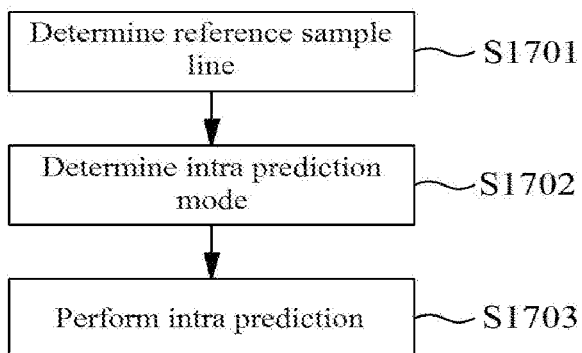 Determine reference sample
line
S1701
Determine intra prediction
mode
S1702
Perform intra prediction
S1703